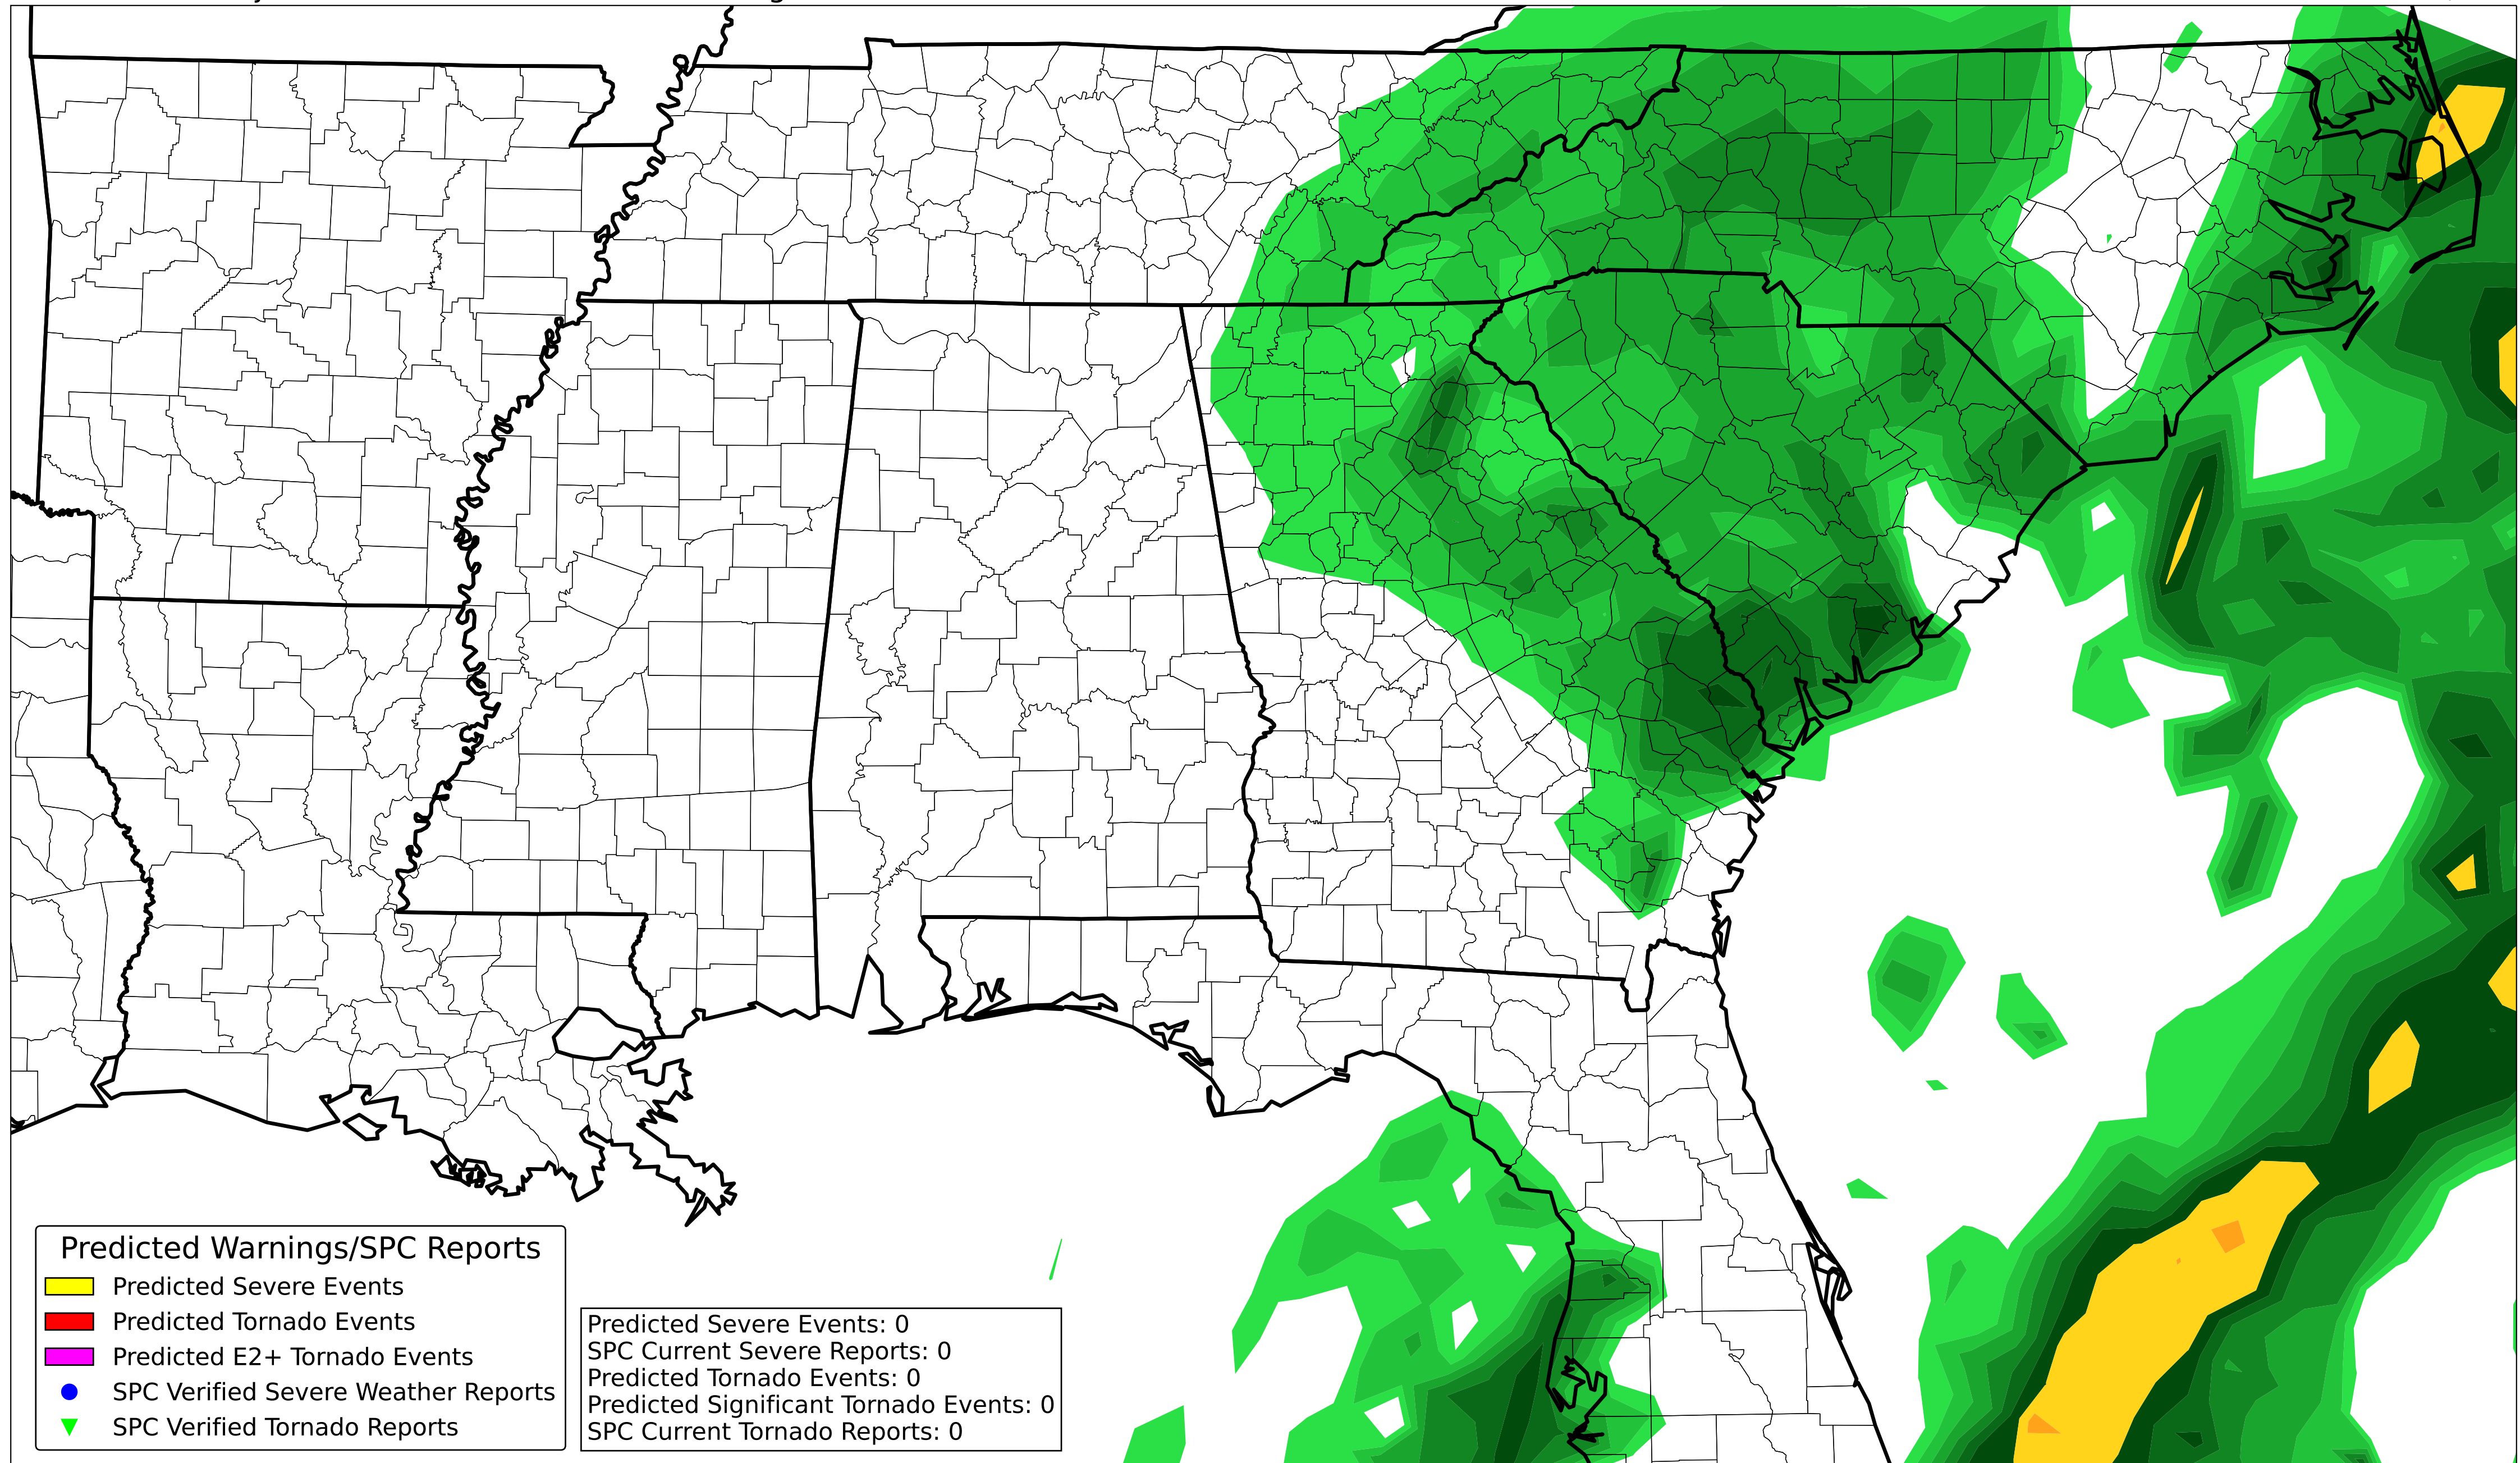 Predicted Warnings/SPC Reports
Predicted Severe Events
Predicted Tornado Events
Predicted E2+ Tornado Events
SPC Verified Severe Weather Reports
SPC Verified Tornado Reports
Predicted Severe Events: 0
SPC Current Severe Reports: 0
Predicted Tornado Events: 0
Predicted Significant Tornado Events: 0
SPC Current Tornado Reports: 0